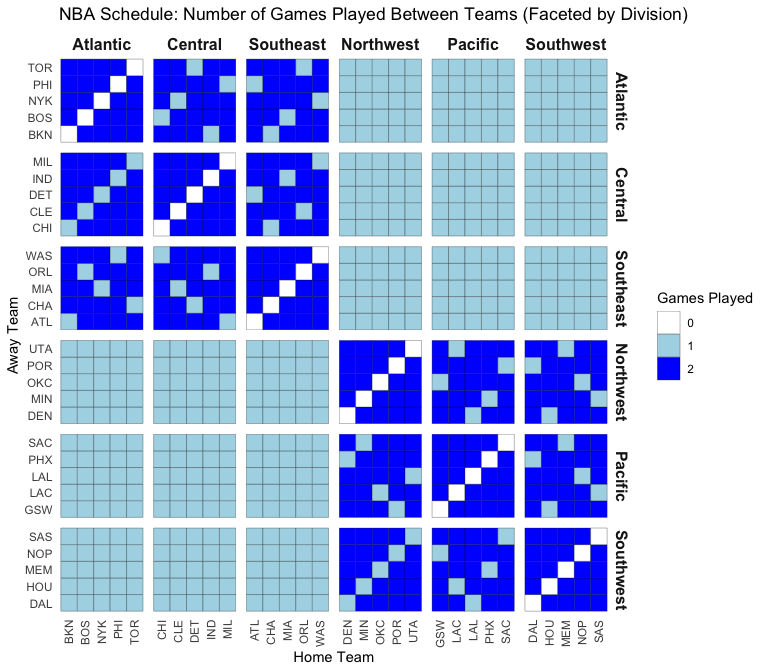 NBA Schedule: Number of Games Played Between Teams (Faceted by Division)
Atlantic Central Southeast Northwest Pacific Southwest
TOR
PHI
NYK
BOS
BKN
Atlantic
MIL
IND
DET
CLE
CHI
Central
WAS
ORL
MIA
CHA
ATL
Southeast
UTA
POR
OKC
MIN
DEN
Northwest
SAC
PHX
LAL
LAC
GSW
Pacific
SAS
NOP
MEM
HOU
DAL
Southwest
Away Team
BKN BOS NYK PHI TOR CHI CLE DET IND MIL ATL CHA MIA ORL WAS DEN MIN OKC POR UTA GSW LAC LAL PHX SAC DAL HOU MEM NOP SAS
Home Team
Games Played
0
1
2